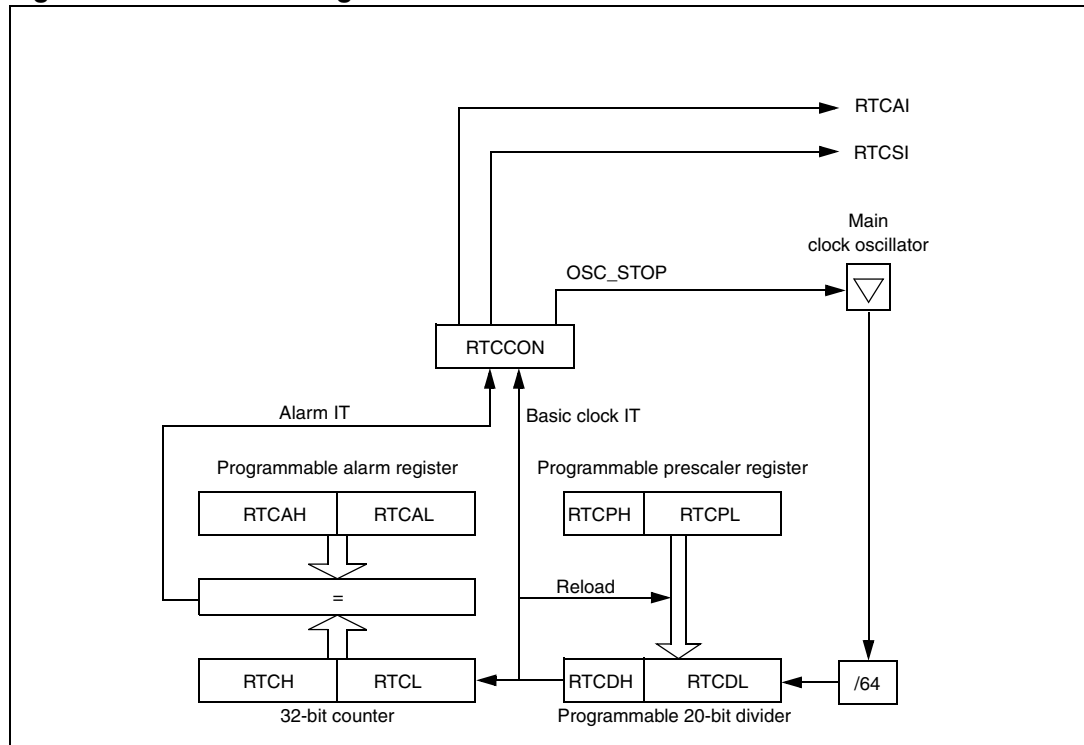 RTCAI
RTCSI
Main
clock oscillator
OSC_STOP
RTCCON
Alarm IT
Basic clock IT
Programmable alarm register
Programmable prescaler register
RTCAH
RTCAL
RTCPH
RTCPL
=
Reload
RTCH
RTCL
RTCDH
RTCDL
/64
32-bit counter
Programmable 20-bit divider